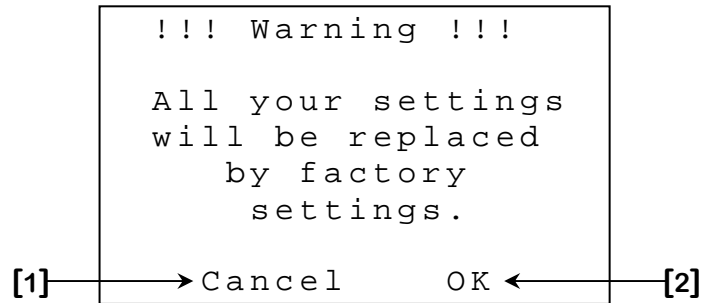 !!! Warning !!!
All your settings
will be replaced
by factory
settings.
[1] Cancel OK [2]